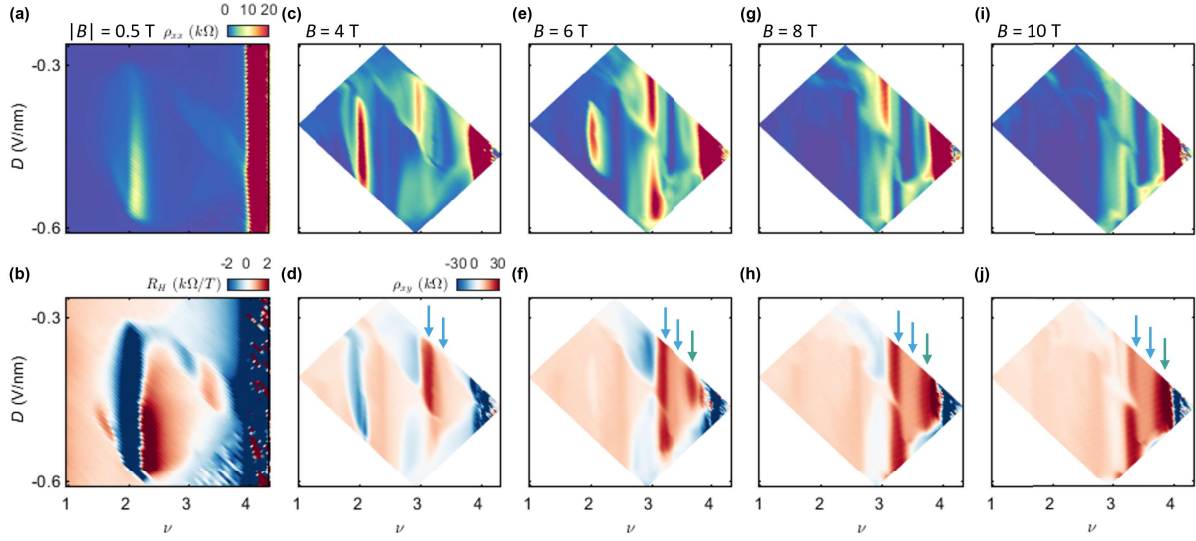 (a) |B| = 0.5 T 0 10 20 ρxx (kΩ) (c) B = 4 T (e) B = 6 T (g) B = 8 T (i) B = 10 T
-0.3
D (V/nm)
-0.6
-2 0 2 -30 0 30
(b) RH (kΩ/T) (d) ρxy (kΩ) (f) (h) (j)
-0.3
D (V/nm)
-0.6
1 2 3 4 1 2 3 4 1 2 3 4 1 2 3 4 1 2 3 4
ν ν ν ν ν